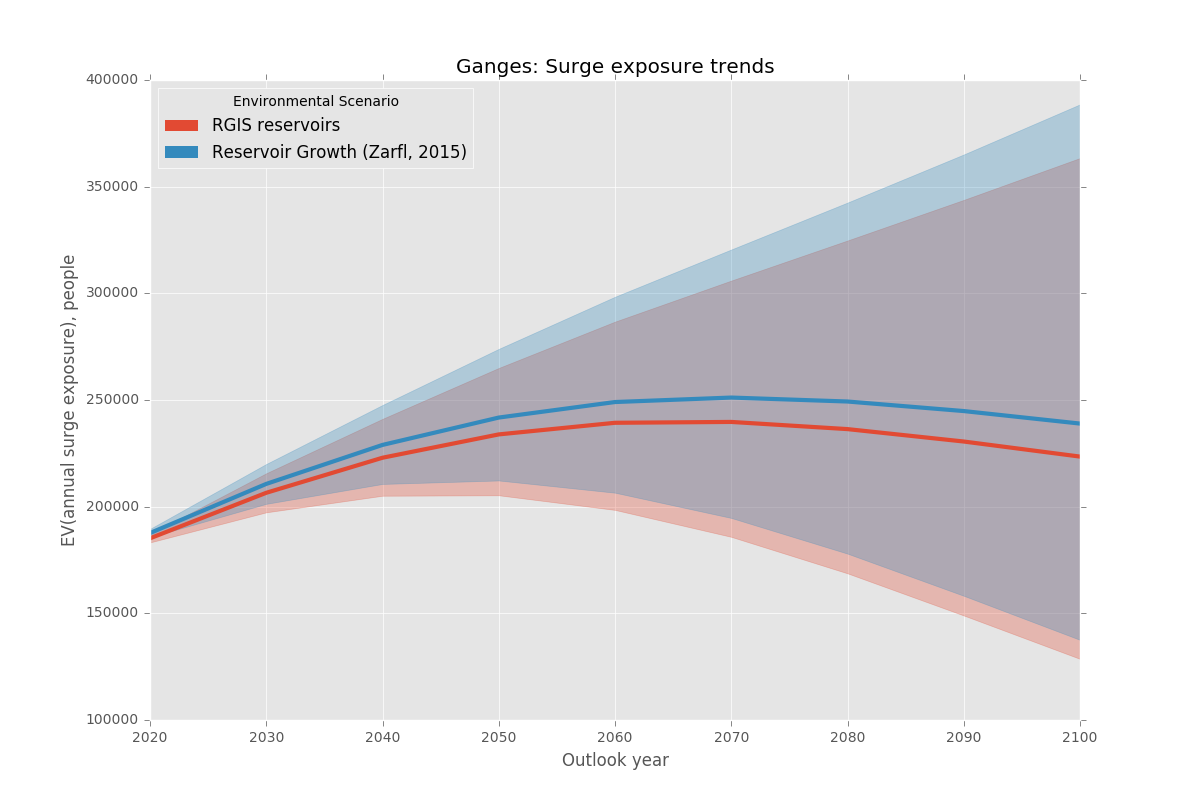 Ganges: Surge exposure trends
Environmental Scenario
RGIS reservoirs
Reservoir Growth (Zarfl, 2015)
EV(annual surge exposure), people
400000
350000
300000
250000
200000
150000
100000
2020 2030 2040 2050 2060 2070 2080 2090 2100
Outlook year